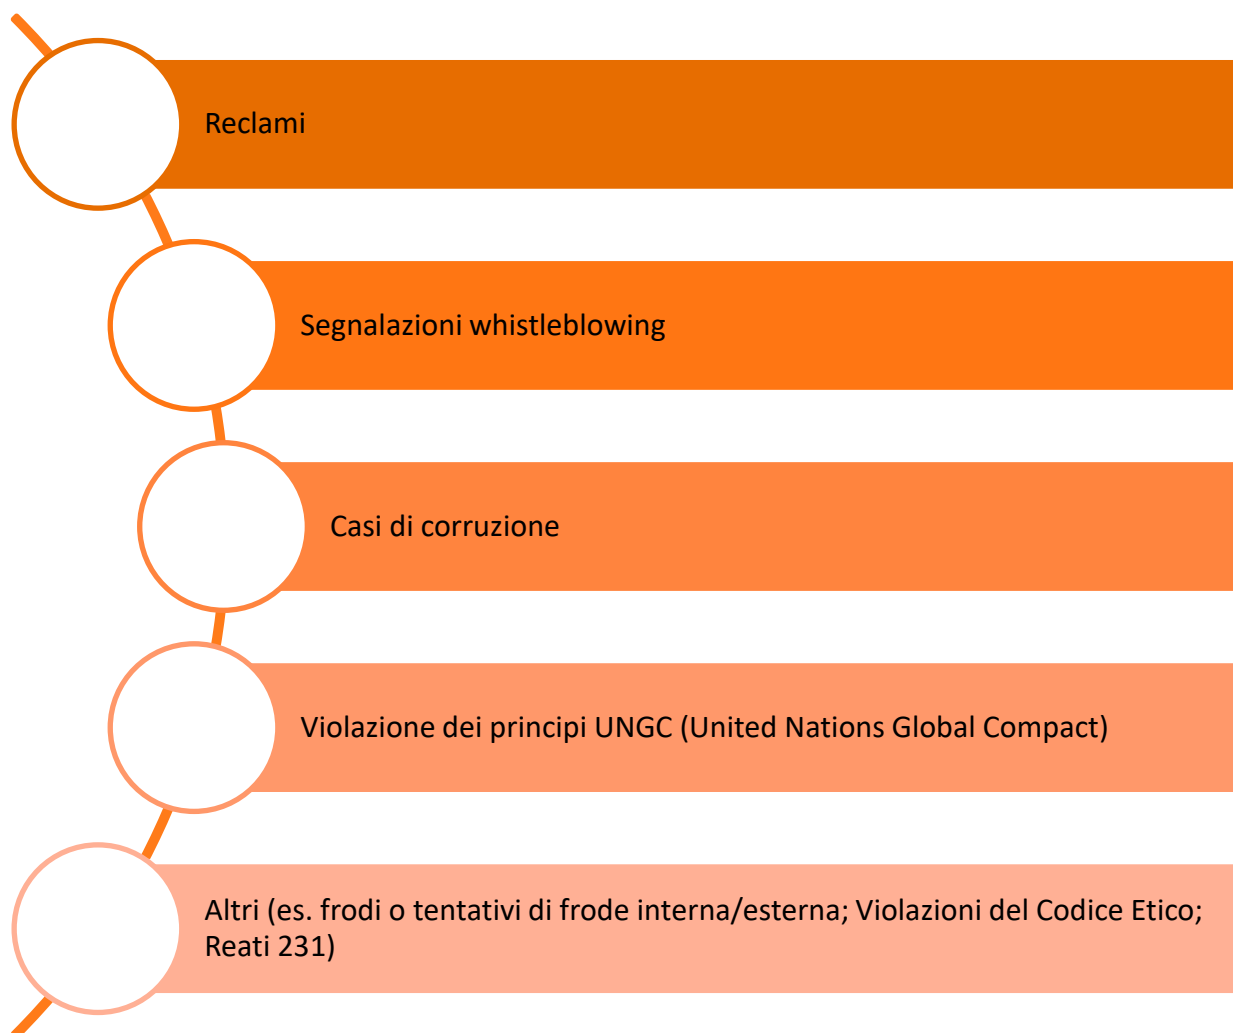 Reclami
Segnalazioni whistleblowing
Casi di corruzione
Violazione dei principi UNGC (United Nations Global Compact)
Altri (es. frodi o tentativi di frode interna/esterna; Violazioni del Codice Etico;
Reati 231)